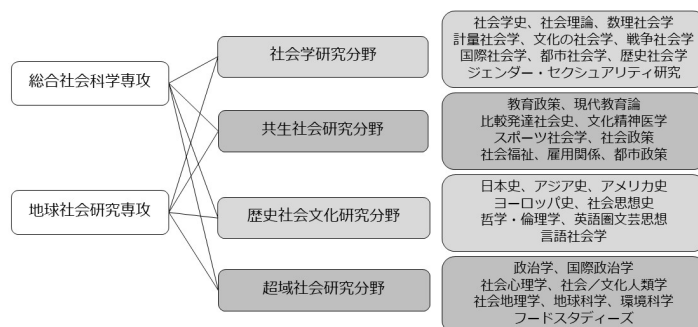 総合社会科学専攻
地球社会研究専攻
社会学研究分野
社会学史、社会理論、数理社会学
計量社会学、文化の社会学、戦争社会学
国際社会学、都市社会学、歴史社会学
ジェンダー・セクシュアリティ研究
共生社会研究分野
教育政策、現代教育論
比較発達社会史、文化精神医学
スポーツ社会学、社会政策
社会福祉、雇用関係、都市政策
歴史社会文化研究分野
日本史、アジア史、アメリカ史
ヨーロッパ史、社会思想史
哲学・倫理学、英語圏文芸思想
言語社会学
超域社会研究分野
政治学、国際政治学
社会心理学、社会／文化人類学
社会地理学、地球科学、環境科学
フードスタディーズ